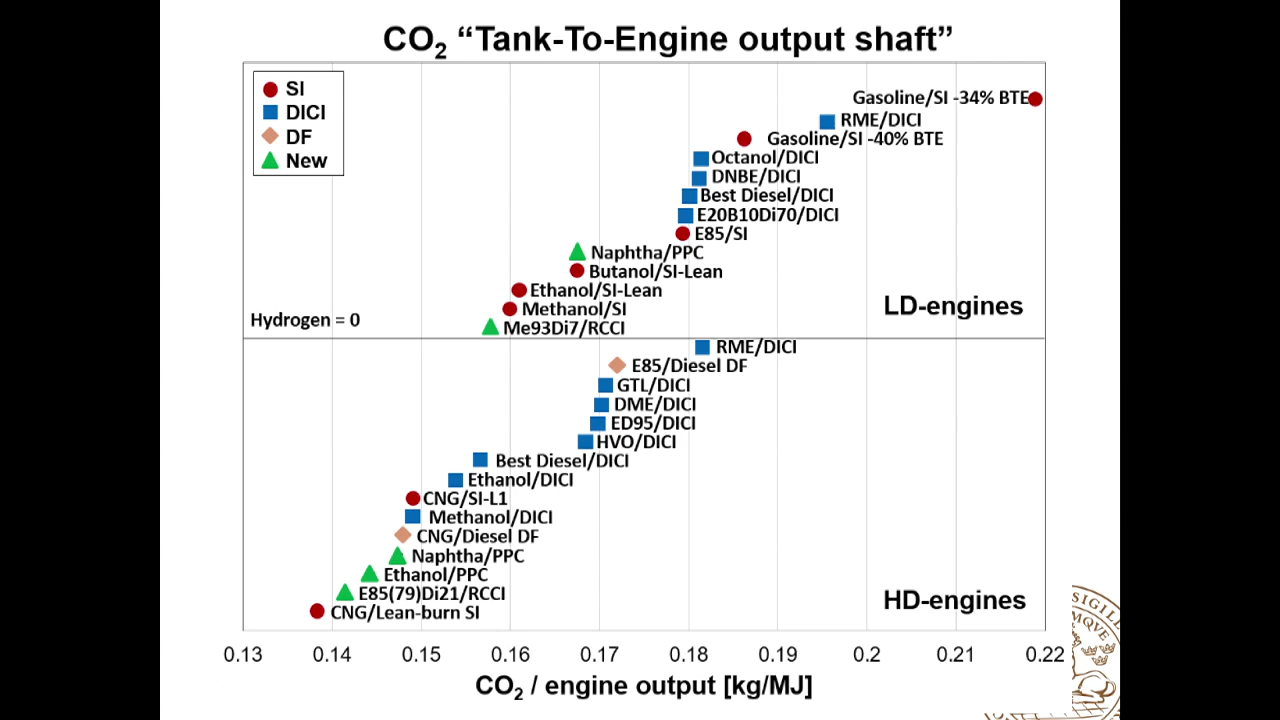 CO2 “Tank-To-Engine output shaft”
SI
DICI
DF
New
Gasoline/SI -34% BTE
RME/DICI
Gasoline/SI -40% BTE
Octanol/DICI
DNBE/DICI
Best Diesel/DICI
E20B10Di70/DICI
E85/SI
Naphtha/PPC
Butanol/SI-Lean
Ethanol/SI-Lean
Methanol/SI
Me93Di7/RCCI
LD-engines
Hydrogen = 0
RME/DICI
E85/Diesel DF
GTL/DICI
DME/DICI
ED95/DICI
HVO/DICI
Best Diesel/DICI
Ethanol/DICI
CNG/SI-L1
Methanol/DICI
CNG/Diesel DF
Naphtha/PPC
Ethanol/PPC
E85(79)Di21/RCCI
CNG/Lean-burn SI
HD-engines
0.13 0.14 0.15 0.16 0.17 0.18 0.19 0.2 0.21 0.22
CO2 / engine output [kg/MJ]
SIGILL
MQVE